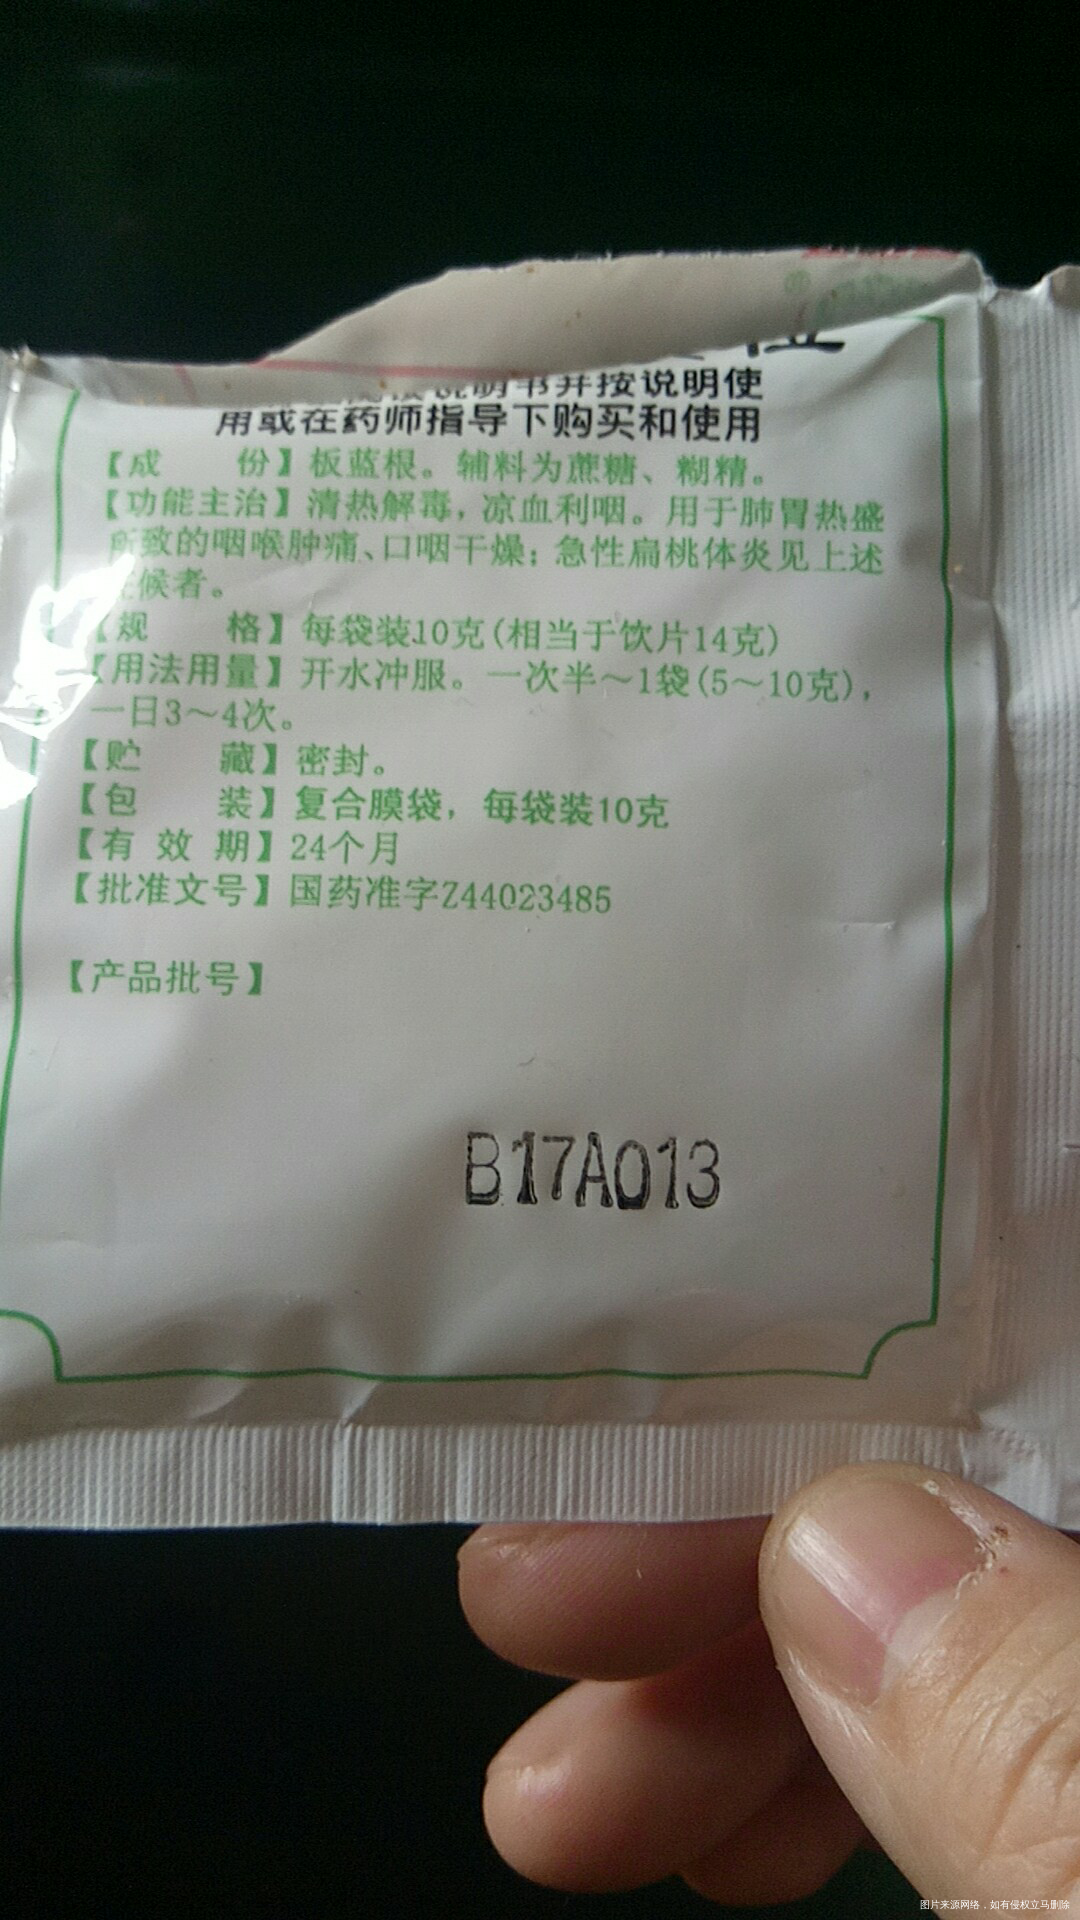 说明书并按说明使
用或在药师指导下购买和使用
【成 份】板蓝根。辅料为蔗糖、糊精。
【功能主治】清热解毒，凉血利咽。用于肺胃热盛
所致的咽喉肿痛、口咽干燥；急性扁桃体炎见上述
候者。
【规 格】每袋装10克(相当于饮片14克)
【用法用量】开水冲服。一次半～1袋(5～10克)，
一日3～4次。
【贮 藏】密封。
【包 装】复合膜袋，每袋装10克
【有 效 期】24个月
【批准文号】国药准字Z44023485
【产品批号】
B17A013
图片来源网络，如有侵权立马删除